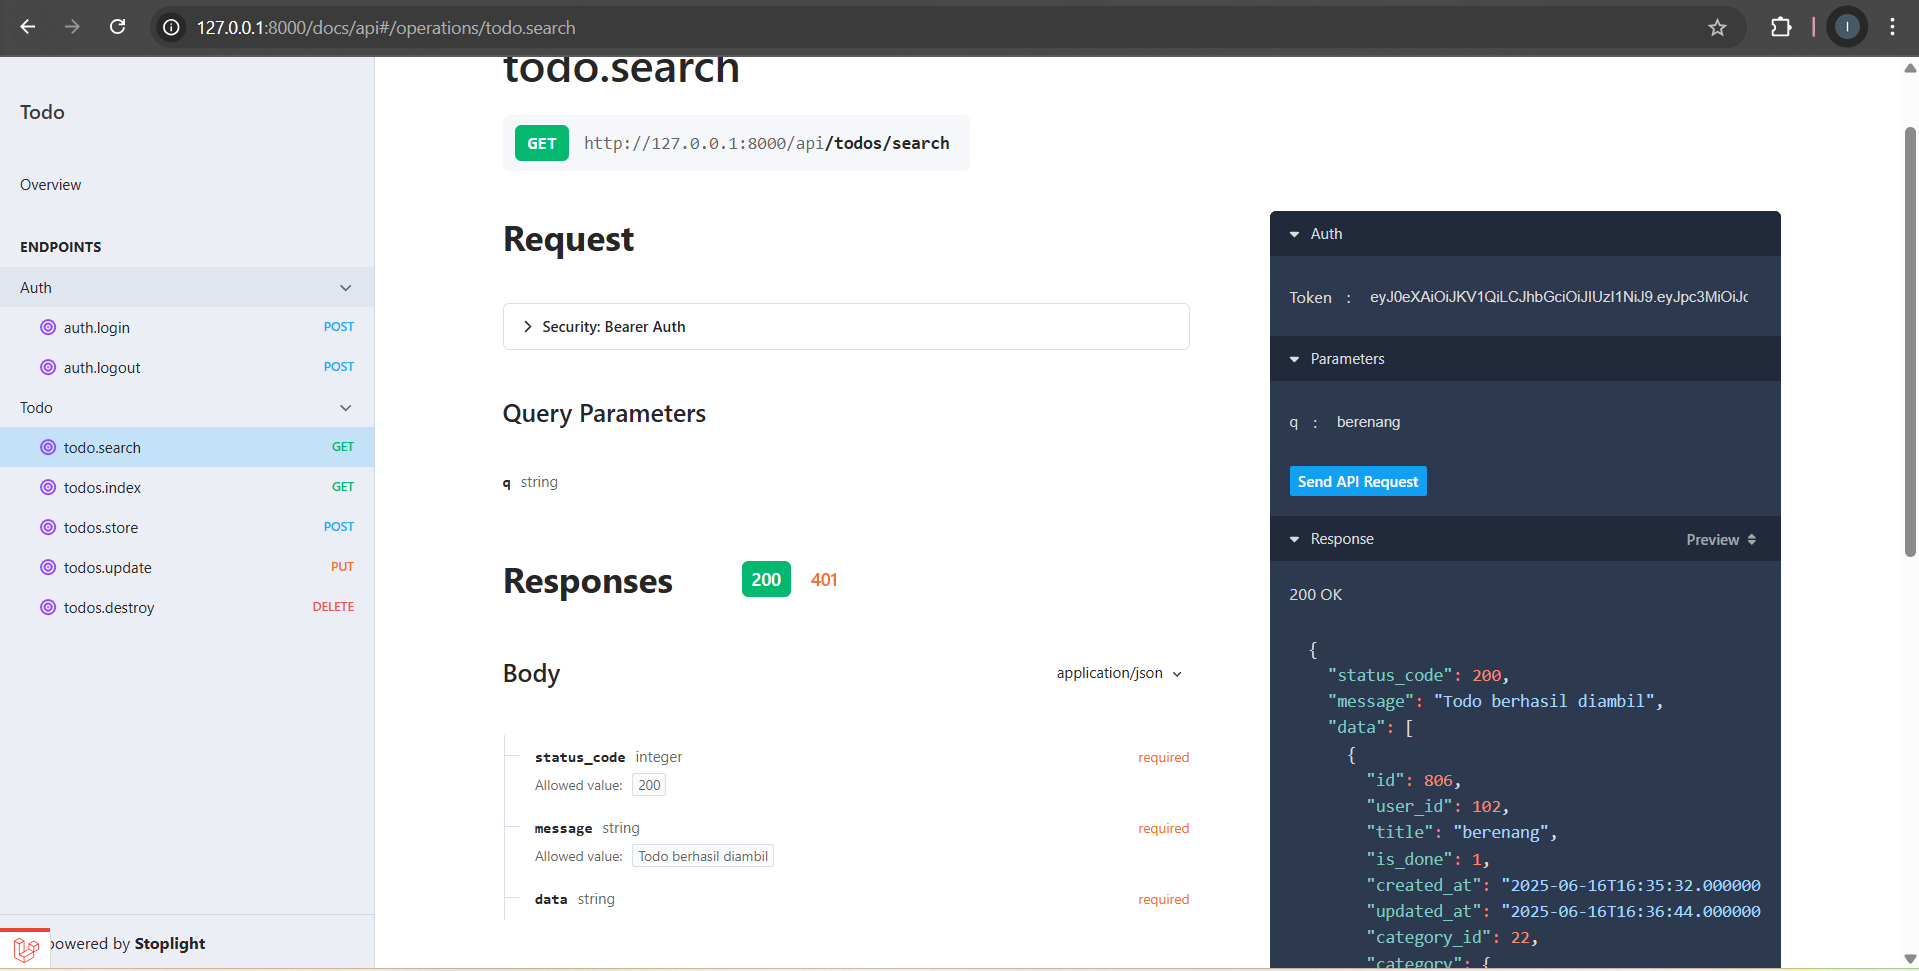 127.0.0.1:8000/docs/api#/operations/todo.search
I
Todo
Overview
ENDPOINTS
Auth
auth.login POST
auth.logout POST
Todo
todo.search GET
todos.index GET
todos.store POST
todos.update PUT
todos.destroy DELETE
powered by Stoplight
todo.search
GET http://127.0.0.1:8000/api/todos/search
Request
Security: Bearer Auth
Query Parameters
q string
Responses 200 401
Body application/json
status_code integer required
Allowed value: 200
message string required
Allowed value: Todo berhasil diambil
data string required
Auth
Token : eyJ0eXAiOiJKV1QiLCJhbGciOiJIUzI1NiJ9.eyJpc3MiOiJc
Parameters
q : berenang
Send API Request
Response Preview
200 OK
{
"status_code": 200,
"message": "Todo berhasil diambil",
"data": [
{
"id": 806,
"user_id": 102,
"title": "berenang",
"is_done": 1,
"created_at": "2025-06-16T16:35:32.000000
"updated_at": "2025-06-16T16:36:44.000000
"category_id": 22,
"category": {